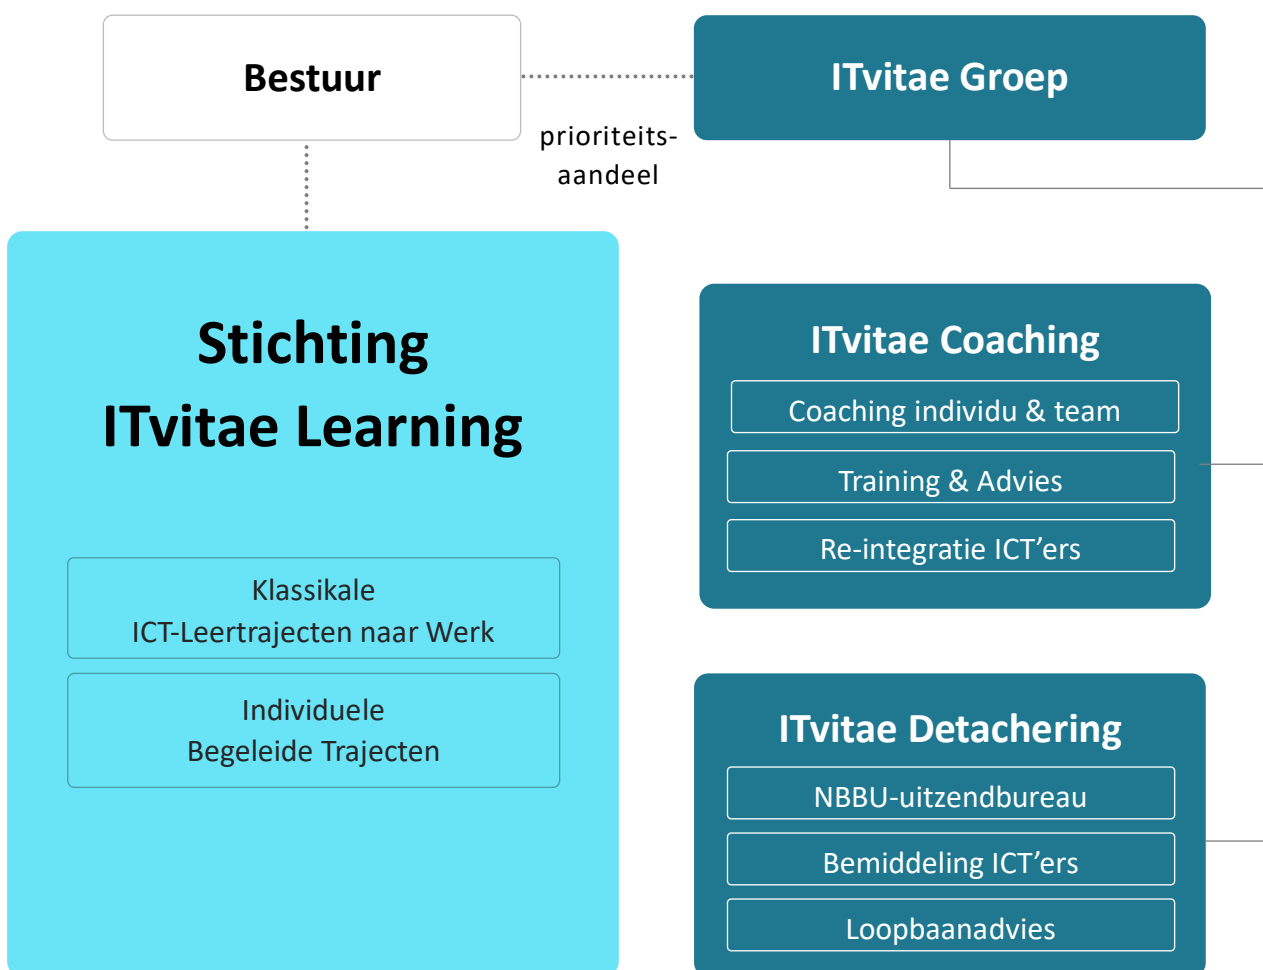 Bestuur
prioriteits-
aandeel
ITvitae Groep
Stichting
ITvitae Learning
Klassikale
ICT-Leertrajecten naar Werk
Individuele
Begeleide Trajecten
ITvitae Coaching
Coaching individu & team
Training & Advies
Re-integratie ICT’ers
ITvitae Detachering
NBBU-uitzendbureau
Bemiddeling ICT’ers
Loopbaanadvies